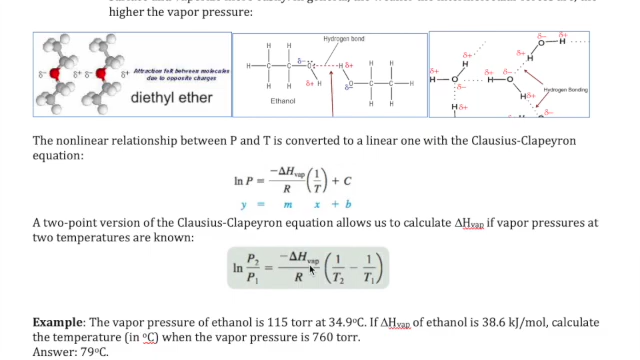 higher the vapor pressure:
δ– δ+ δ– δ+ Attraction felt between molecules
due to opposite charges
diethyl ether
Hydrogen bond
H H
H C C O H δ+ H H
δ–
H H δ+ H O C C H
δ–
Ethanol H H
δ– δ+
O H
δ+
H
δ+
H O H O
δ–
H δ+ Hydrogen Bonding
H δ+ δ–
The nonlinear relationship between P and T is converted to a linear one with the Clausius-Clapeyron
equation:
ln P = −ΔHvap/R (1/T) + C
y = m x + b
A two-point version of the Clausius-Clapeyron equation allows us to calculate ΔHvap if vapor pressures at
two temperatures are known:
ln P₂/P₁ = −ΔHvap/R (1/T₂ − 1/T₁)
Example: The vapor pressure of ethanol is 115 torr at 34.9°C. If ΔHvap of ethanol is 38.6 kJ/mol, calculate
the temperature (in °C) when the vapor pressure is 760 torr.
Answer: 79°C.